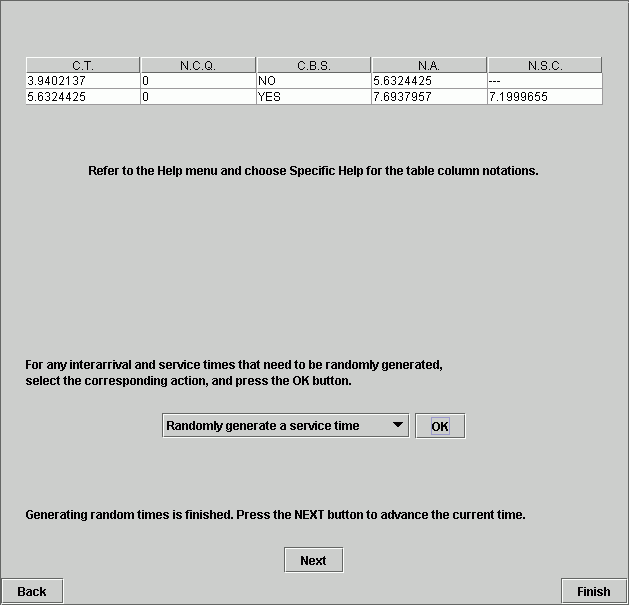 C.T. N.C.Q. C.B.S. N.A. N.S.C.
3.9402137 0 NO 5.6324425 ---
5.6324425 0 YES 7.6937957 7.1999655
Refer to the Help menu and choose Specific Help for the table column notations.
For any interarrival and service times that need to be randomly generated,
select the corresponding action, and press the OK button.
Randomly generate a service time OK
Generating random times is finished. Press the NEXT button to advance the current time.
Next
Back Finish